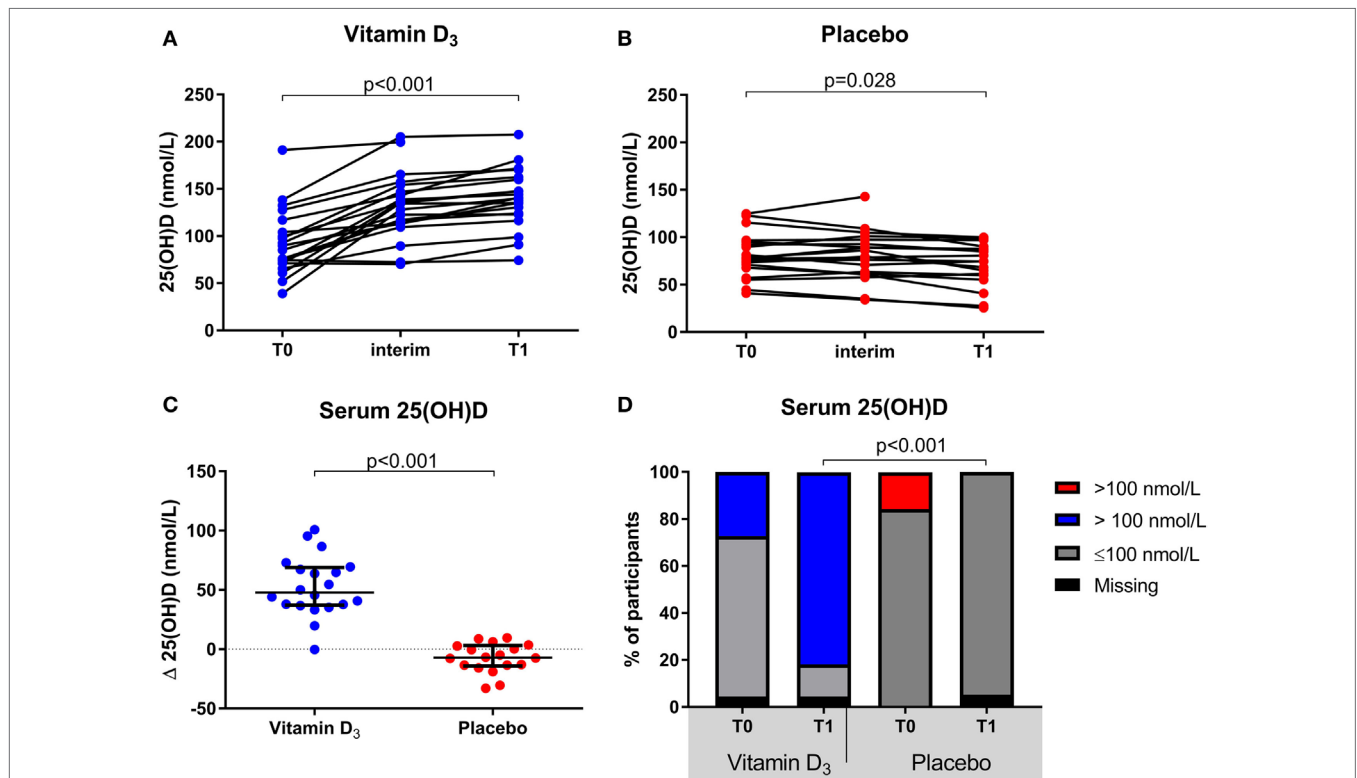 A
Vitamin D3
p<0.001
25(OH)D (nmol/L)
250
200
150
100
50
0
T0
interim
T1
B
Placebo
p=0.028
25(OH)D (nmol/L)
250
200
150
100
50
0
T0
interim
T1
C
Serum 25(OH)D
p<0.001
Δ 25(OH)D (nmol/L)
150
100
50
0
-50
Vitamin D3
Placebo
D
Serum 25(OH)D
p<0.001
% of participants
100
80
60
40
20
0
T0
T1
T0
T1
Vitamin D3
Placebo
>100 nmol/L
> 100 nmol/L
≤100 nmol/L
Missing